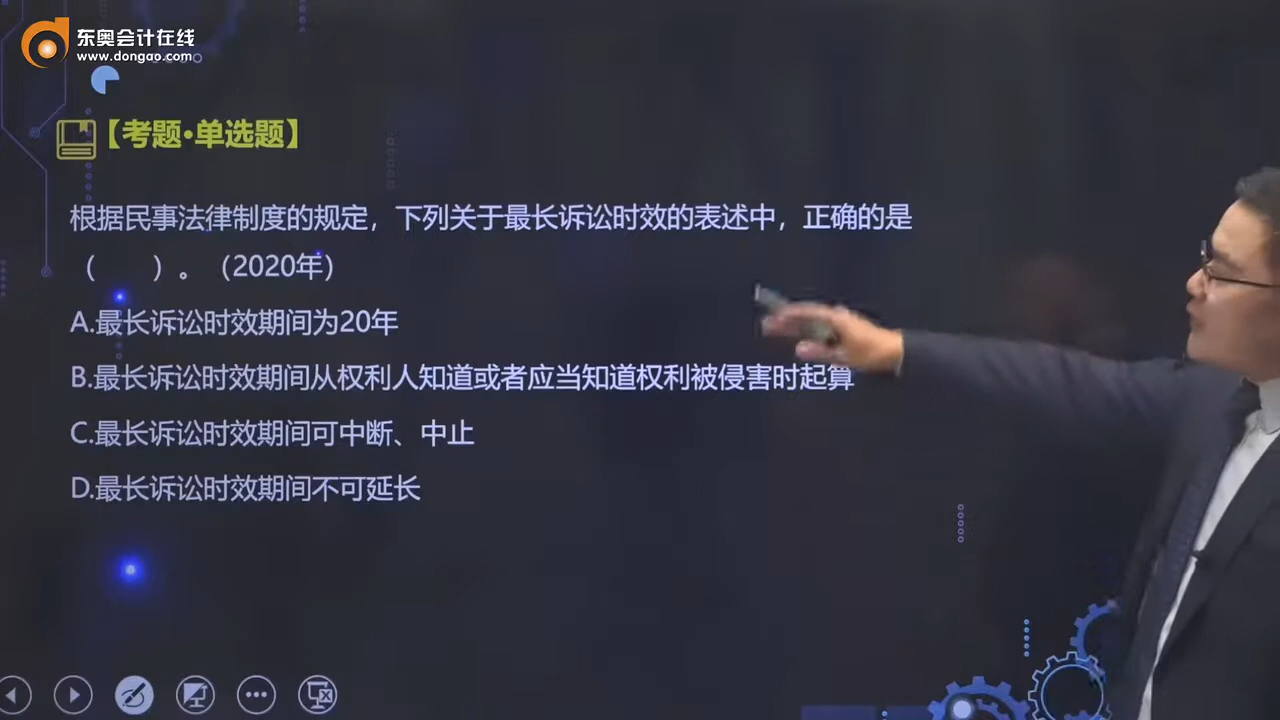 东奥会计在线
www.dongao.com
【考题•单选题】
根据民事法律制度的规定，下列关于最长诉讼时效的表述中，正确的是
（　　）。（2020年）
A.最长诉讼时效期间为20年
B.最长诉讼时效期间从权利人知道或者应当知道权利被侵害时起算
C.最长诉讼时效期间可中断、中止
D.最长诉讼时效期间不可延长